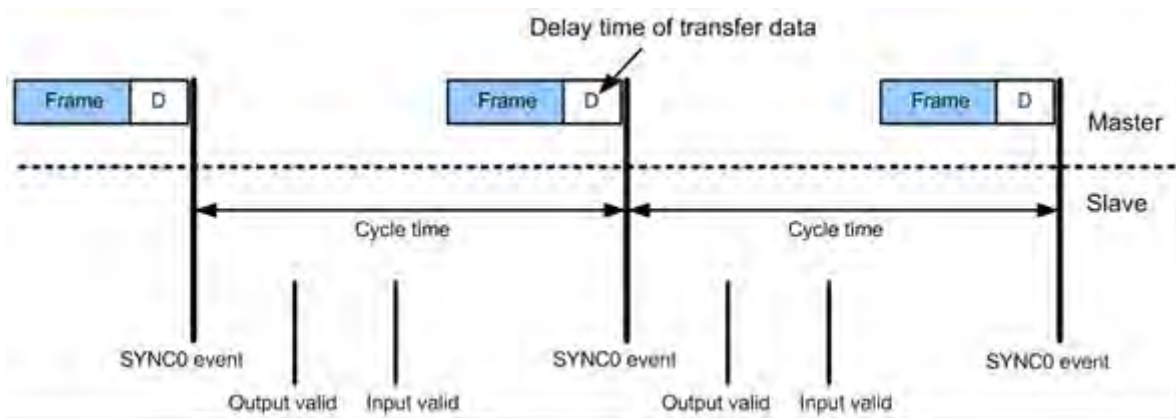 Delay time of transfer data
Frame D Frame D Frame D
Master
Slave
Cycle time Cycle time
SYNC0 event SYNC0 event SYNC0 event
Output valid Input valid Output valid Input valid